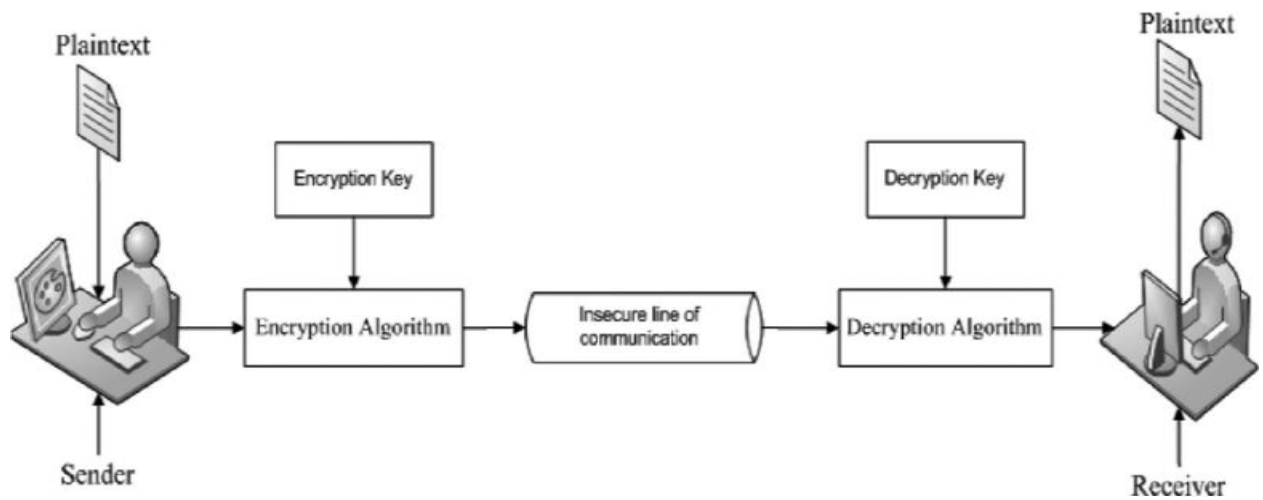 Plaintext
Plaintext
Encryption Key
Decryption Key
Encryption Algorithm
Insecure line of
communication
Decryption Algorithm
Sender
Receiver